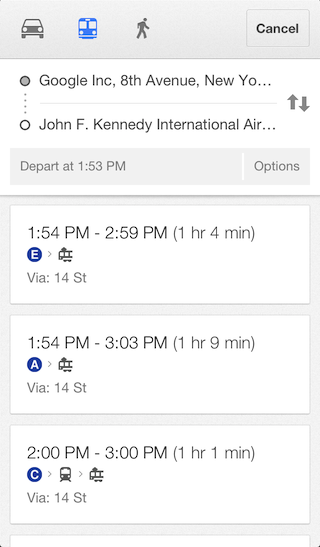 Cancel
Google Inc, 8th Avenue, New Yo...
John F. Kennedy International Air...
Depart at 1:53 PM Options
1:54 PM - 2:59 PM (1 hr 4 min)
E
Via: 14 St
1:54 PM - 3:03 PM (1 hr 9 min)
A
Via: 14 St
2:00 PM - 3:00 PM (1 hr 1 min)
C
Via: 14 St